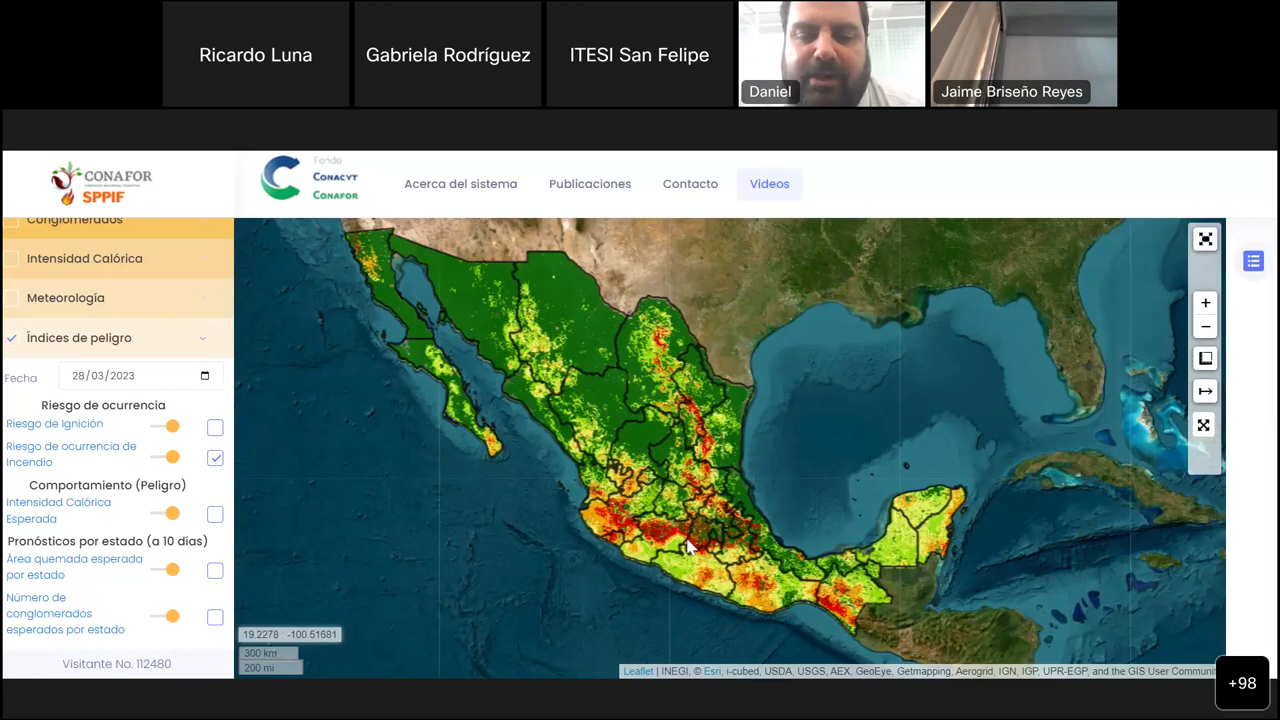 Ricardo Luna
Gabriela Rodríguez
ITESI San Felipe
Daniel
Jaime Briseño Reyes
CONAFOR
SPPIF
Fondo
CONACYT
CONAFOR
Acerca del sistema
Publicaciones
Contacto
Videos
Conglomerados
Intensidad Calórica
Meteorología
Índices de peligro
Fecha
28/03/2023
Riesgo de ocurrencia
Riesgo de Ignición
Riesgo de ocurrencia de
Incendio
Comportamiento (Peligro)
Intensidad Calórica
Esperada
Pronósticos por estado (a 10 días)
Área quemada esperada
por estado
Número de
conglomerados
esperados por estado
Visitante No. 112480
+
−
19.2278 : -100.51681
300 km
200 mi
Leaflet | INEGI, © Esri, i-cubed, USDA, USGS, AEX, GeoEye, Getmapping, Aerogrid, IGN, IGP, UPR-EGP, and the GIS User Commun
+98